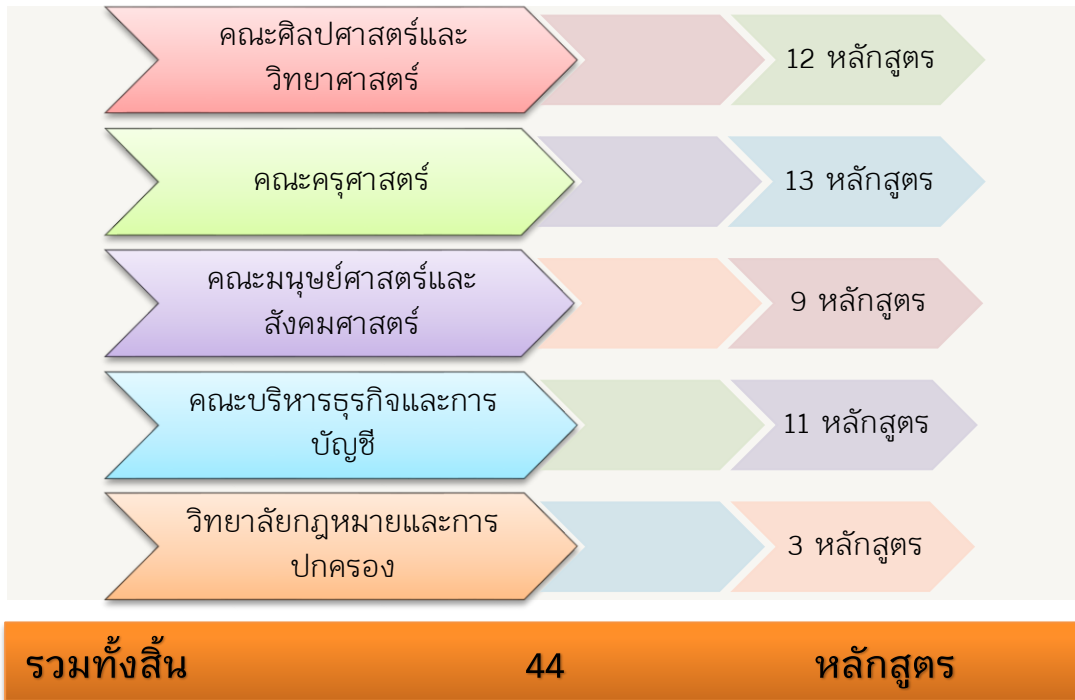 คณะศิลปศาสตร์และ
วิทยาศาสตร์
12 หลักสูตร
คณะครุศาสตร์
13 หลักสูตร
คณะมนุษย์ศาสตร์และ
สังคมศาสตร์
9 หลักสูตร
คณะบริหารธุรกิจและการ
บัญชี
11 หลักสูตร
วิทยาลัยกฎหมายและการ
ปกครอง
3 หลักสูตร
รวมทั้งสิ้น 44 หลักสูตร